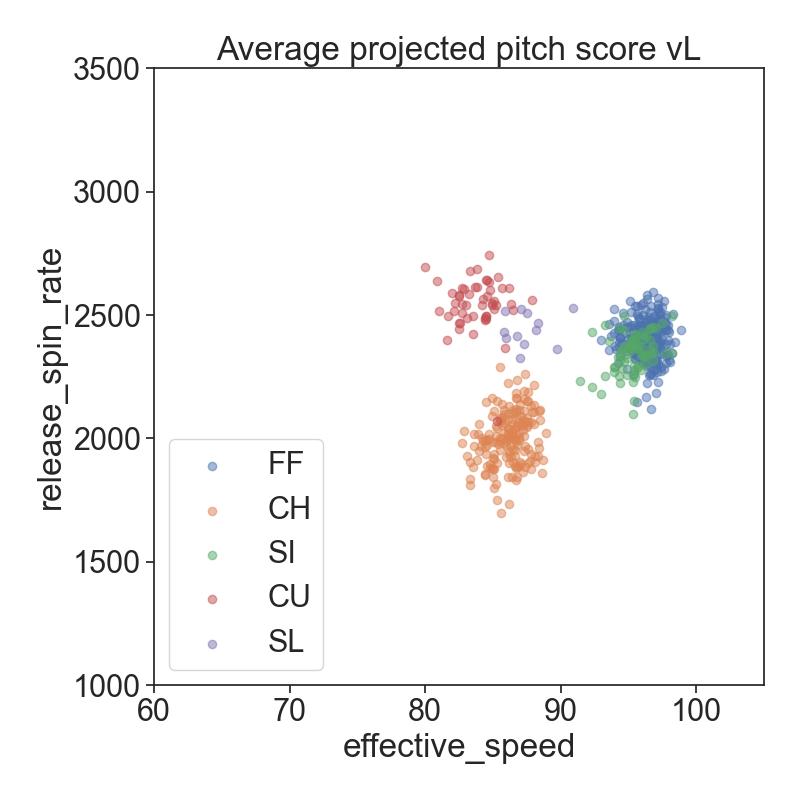 Average projected pitch score vL
3500
3000
2500
2000
1500
1000
release_spin_rate
FF
CH
SI
CU
SL
60
70
80
90
100
effective_speed